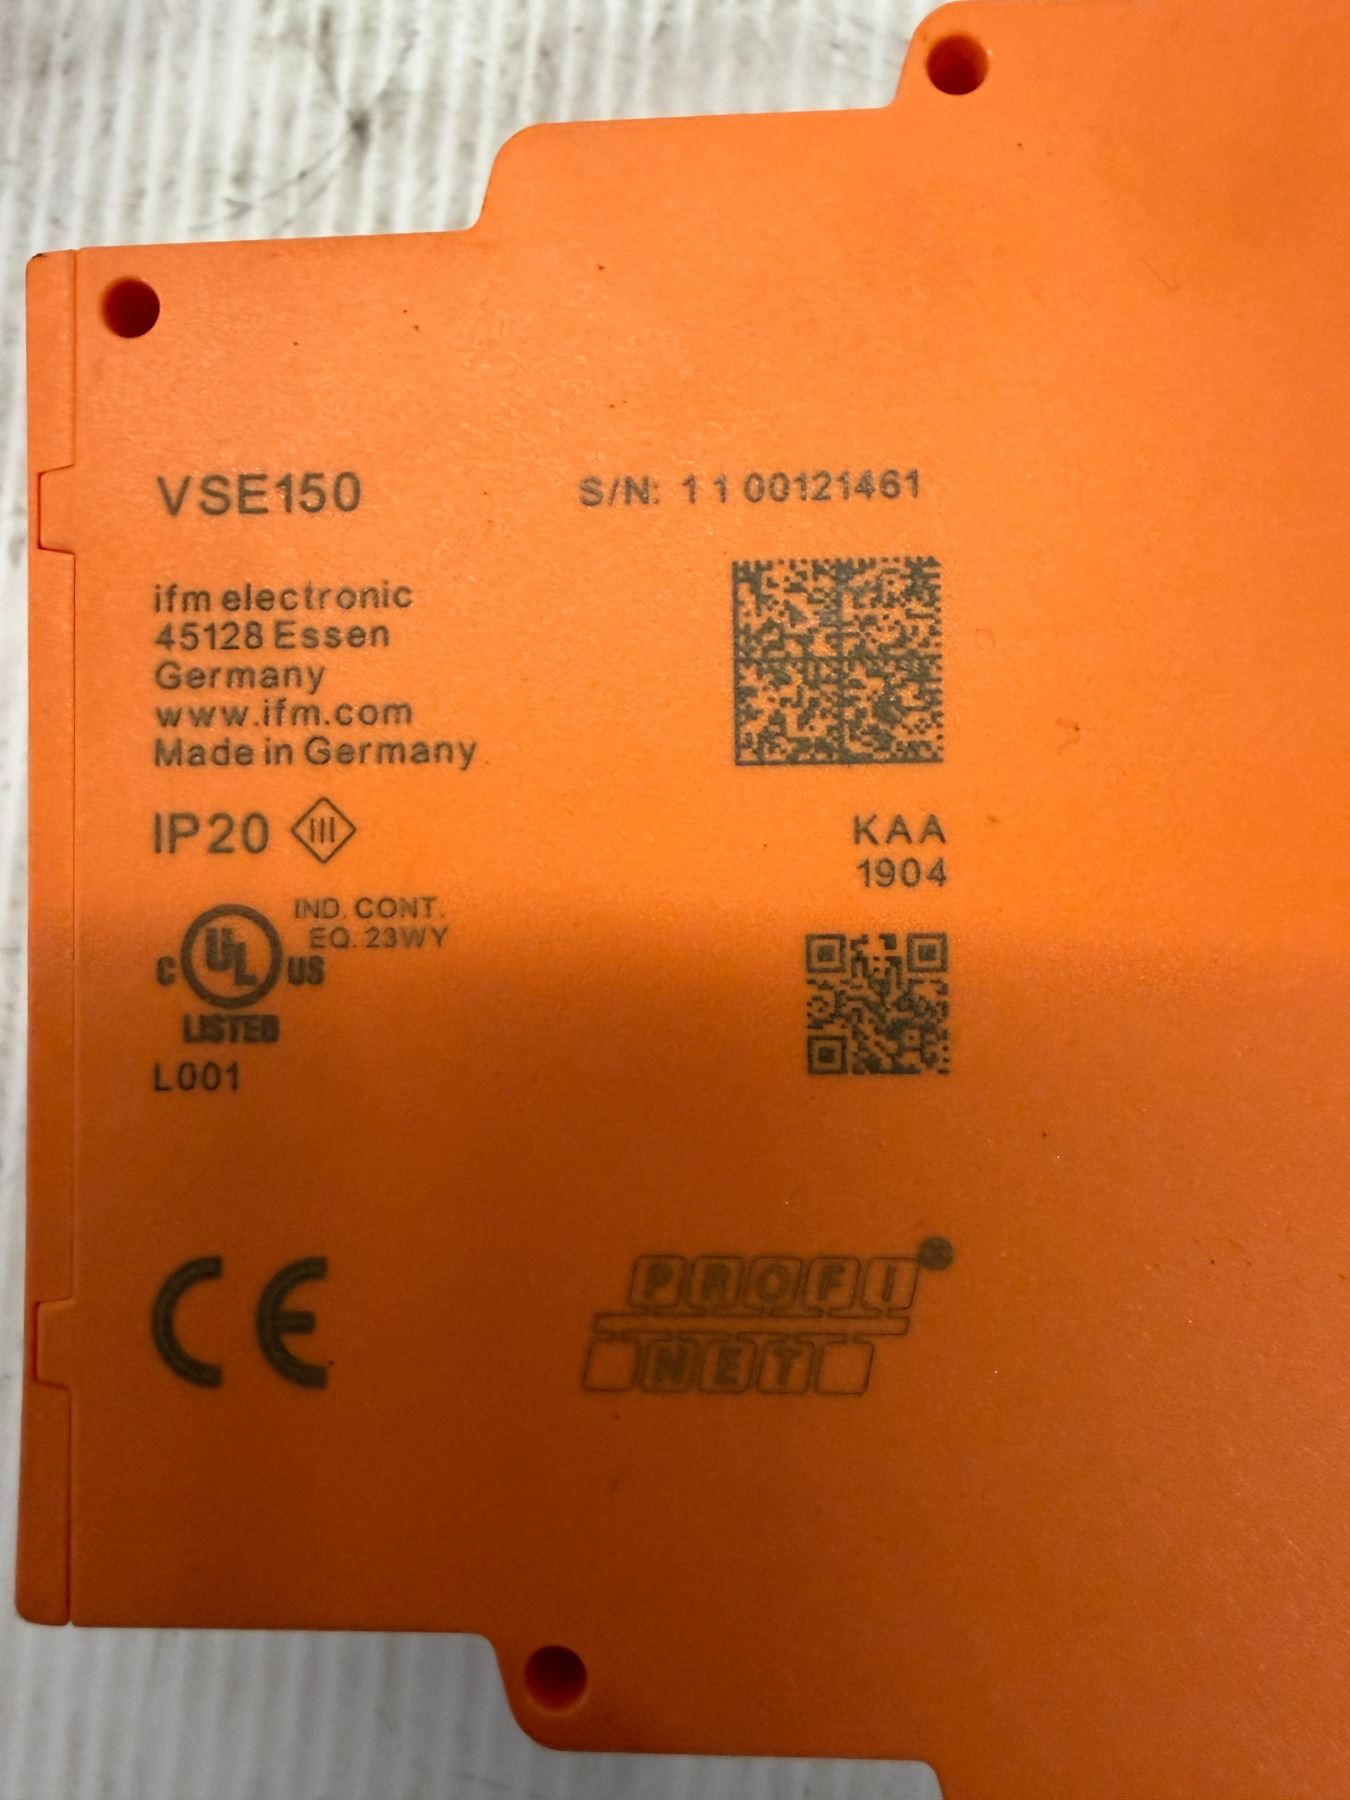 VSE150
S/N: 1 1 00121461
ifm electronic
45128 Essen
Germany
www.ifm.com
Made in Germany
IP20
III
KAA
1904
IND. CONT.
EQ. 23WY
C UL US
LISTED
L001
CE
PROFI
NET